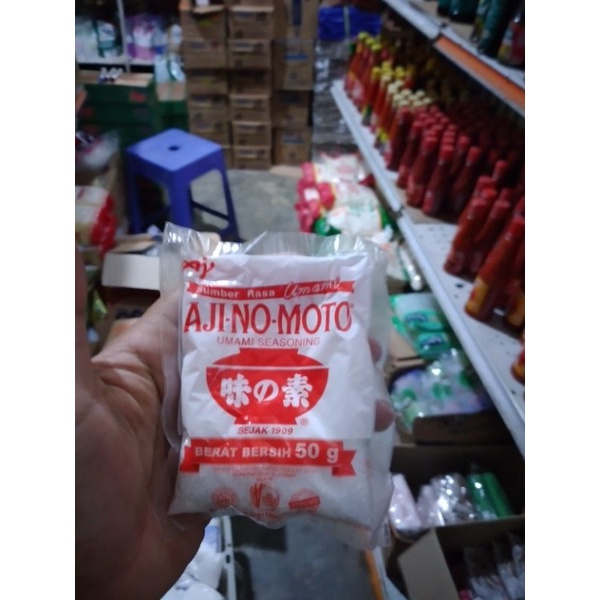 Sumber Rasa Umami
AJI-NO-MOTO
UMAMI SEASONING
味の素
®
SEJAK 1909
BERAT BERSIH 50 g